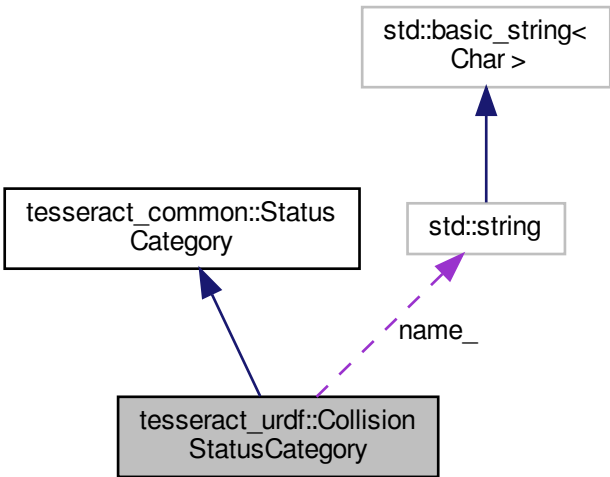 std::basic_string<
Char >
tesseract_common::Status
Category
std::string
name_
tesseract_urdf::Collision
StatusCategory